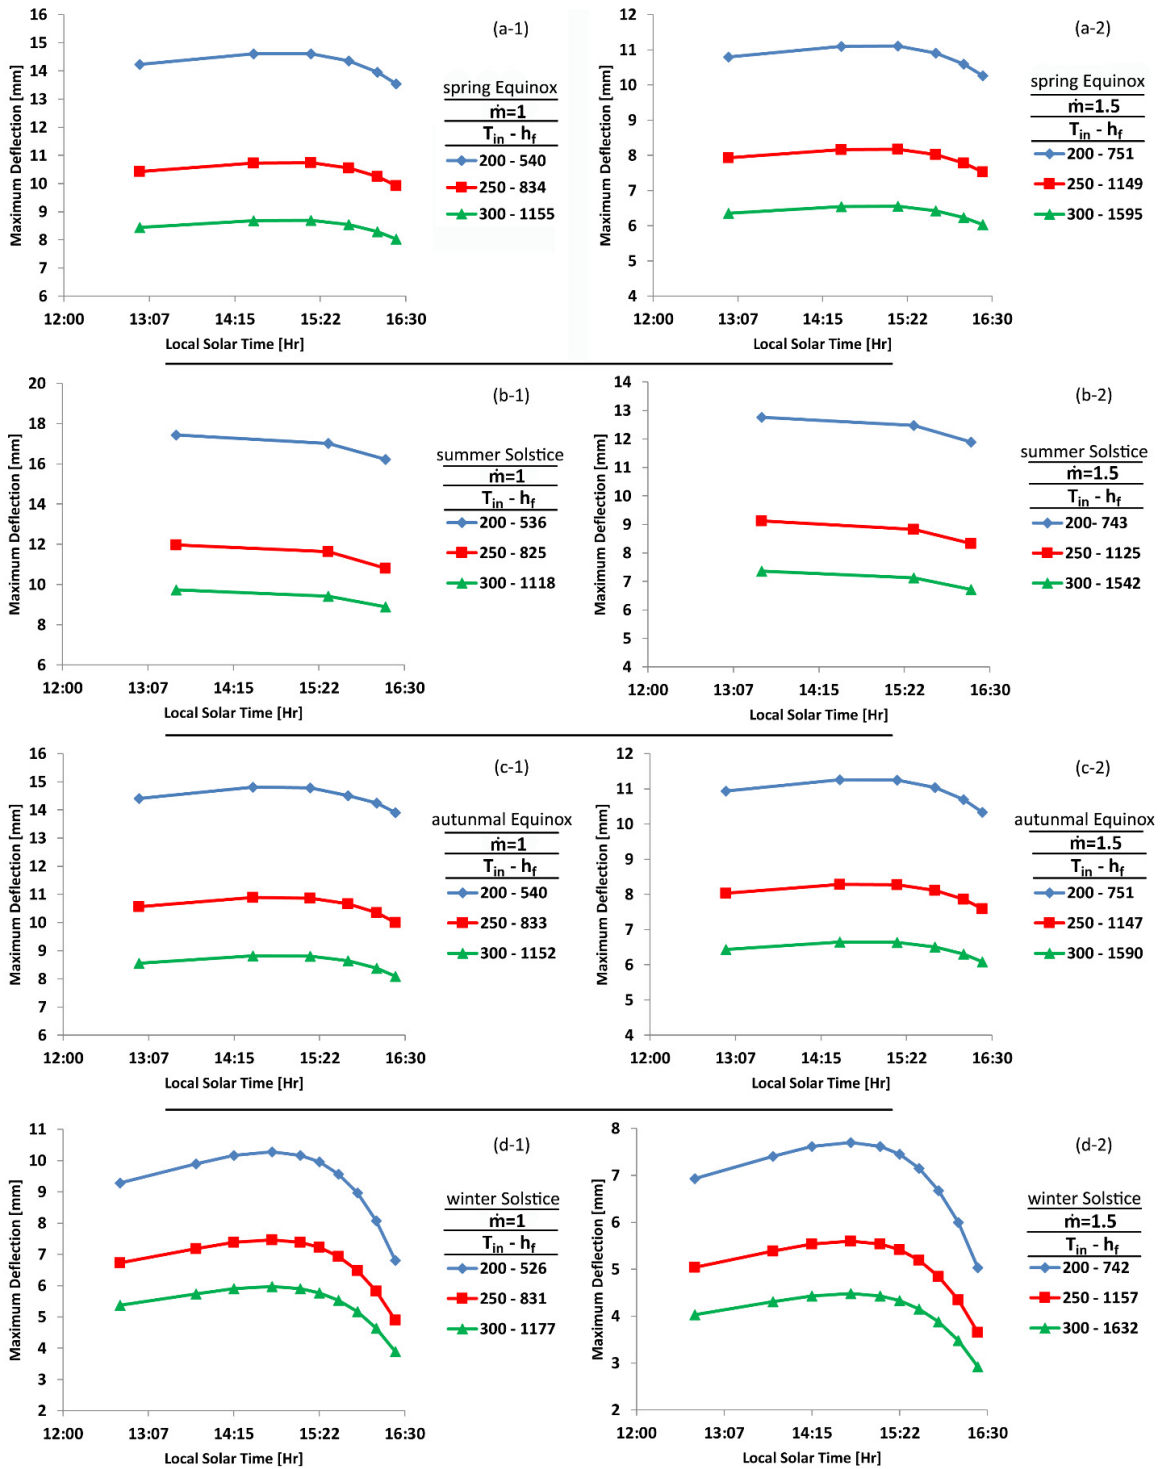 (a-1)
Maximum Deflection [mm]
16
15
14
13
12
11
10
9
8
7
6
12:00 13:07 14:15 15:22 16:30
Local Solar Time [Hr]
spring Equinox
ṁ=1
Tin - hf
200 - 540
250 - 834
300 - 1155
(a-2)
Maximum Deflection [mm]
12
11
10
9
8
7
6
5
4
12:00 13:07 14:15 15:22 16:30
Local Solar Time [Hr]
spring Equinox
ṁ=1.5
Tin - hf
200 - 751
250 - 1149
300 - 1595
(b-1)
Maximum Deflection [mm]
20
18
16
14
12
10
8
6
12:00 13:07 14:15 15:22 16:30
Local Solar Time [Hr]
summer Solstice
ṁ=1
Tin - hf
200 - 536
250 - 825
300 - 1118
(b-2)
Maximum Deflection [mm]
14
13
12
11
10
9
8
7
6
5
4
12:00 13:07 14:15 15:22 16:30
Local Solar Time [Hr]
summer Solstice
ṁ=1.5
Tin - hf
200- 743
250 - 1125
300 - 1542
(c-1)
Maximum Deflection [mm]
16
15
14
13
12
11
10
9
8
7
6
12:00 13:07 14:15 15:22 16:30
Local Solar Time [Hr]
autunmal Equinox
ṁ=1
Tin - hf
200 - 540
250 - 833
300 - 1152
(c-2)
Maximum Deflection [mm]
12
11
10
9
8
7
6
5
4
12:00 13:07 14:15 15:22 16:30
Local Solar Time [Hr]
autunmal Equinox
ṁ=1.5
Tin - hf
200 - 751
250 - 1147
300 - 1590
(d-1)
Maximum Deflection [mm]
11
10
9
8
7
6
5
4
3
2
12:00 13:07 14:15 15:22 16:30
Local Solar Time [Hr]
winter Solstice
ṁ=1
Tin - hf
200 - 526
250 - 831
300 - 1177
(d-2)
Maximum Deflection [mm]
8
7
6
5
4
3
2
12:00 13:07 14:15 15:22 16:30
Local Solar Time [Hr]
winter Solstice
ṁ=1.5
Tin - hf
200 - 742
250 - 1157
300 - 1632